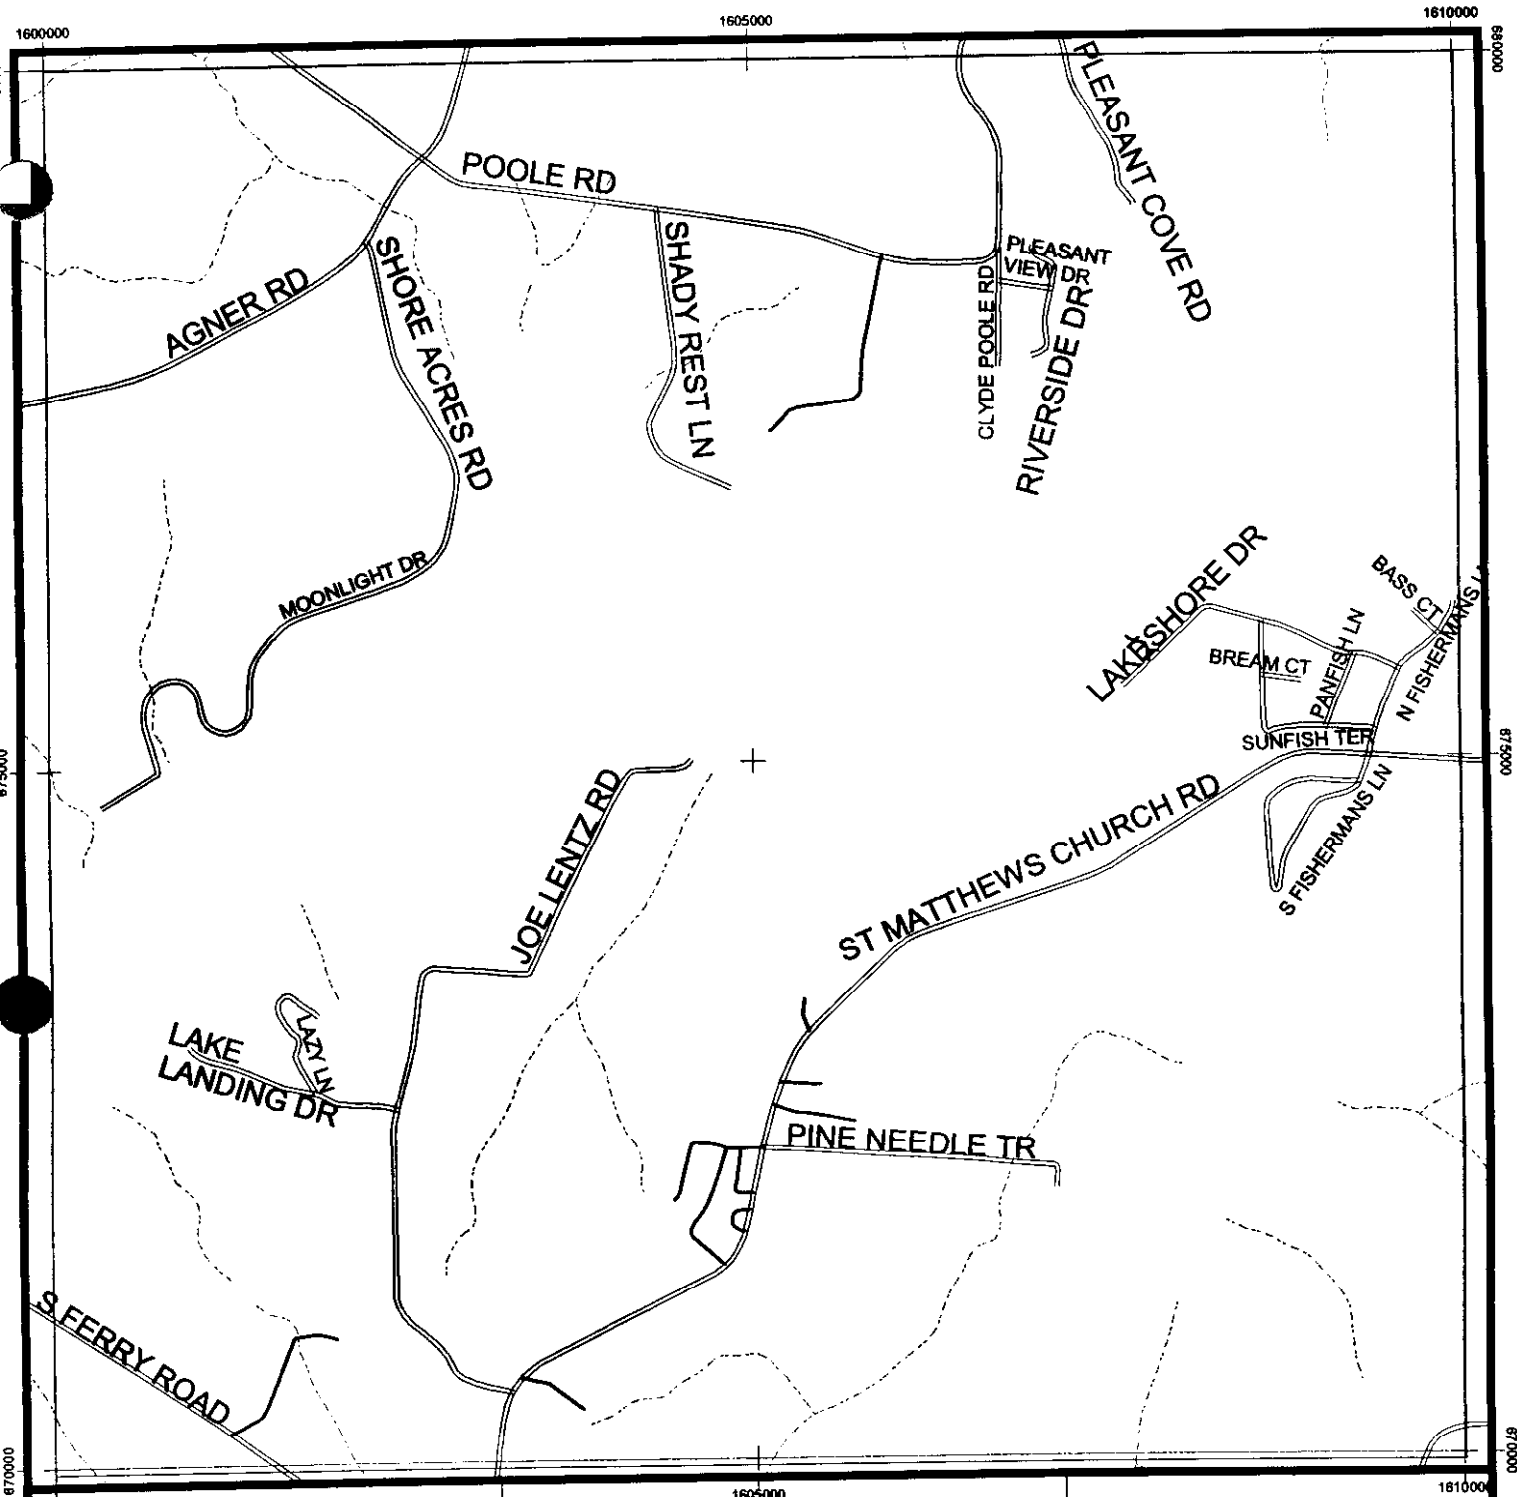 1600000
1605000
1610000
680000
POOLE RD
PLEASANT COVE RD
AGNER RD
SHORE ACRES RD
SHADY REST LN
PLEASANT
VIEW DR
CLYDE POOLE RD
RIVERSIDE DR
MOONLIGHT DR
LAKESHORE DR
BASS CT
BREAM CT
PANFISH LN
N FISHERMANS
SUNFISH TER
675000
675000
S FISHERMANS LN
JOE LENTZ RD
ST MATTHEWS CHURCH RD
LAZY LN
LAKE
LANDING DR
PINE NEEDLE TR
S FERRY ROAD
670000
670000
1605000
1610000